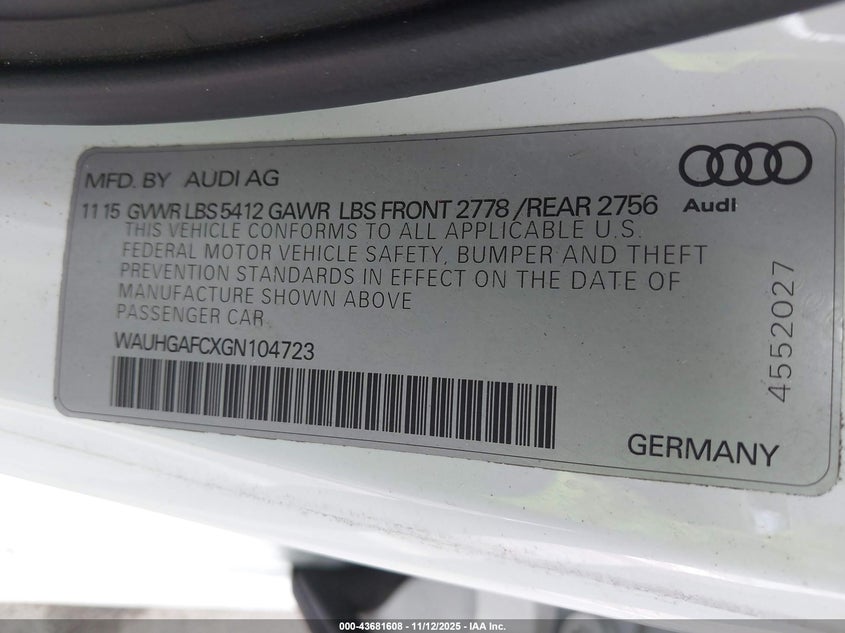 MFD. BY AUDI AG
Audi
11 15 GVWR LBS 5412 GAWR LBS FRONT 2778 /REAR 2756
THIS VEHICLE CONFORMS TO ALL APPLICABLE U.S.
FEDERAL MOTOR VEHICLE SAFETY, BUMPER AND THEFT
PREVENTION STANDARDS IN EFFECT ON THE DATE OF
MANUFACTURE SHOWN ABOVE
PASSENGER CAR
WAUHGAFCXGN104723
4552027
GERMANY
000-43681608 - 11/12/2025 - IAA Inc.